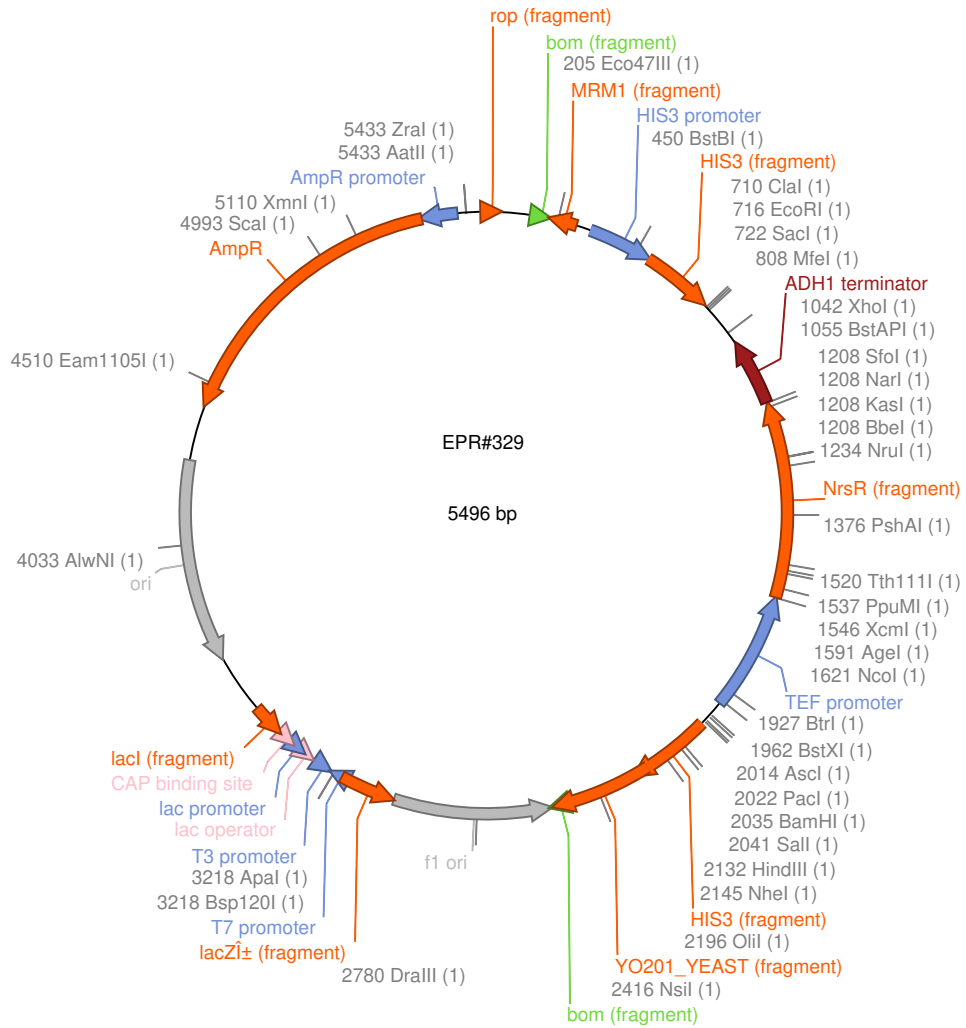 rop (fragment)
bom (fragment)
205 Eco47III (1)
MRM1 (fragment)
HIS3 promoter
450 BstBI (1)
HIS3 (fragment)
710 ClaI (1)
716 EcoRI (1)
722 SacI (1)
808 MfeI (1)
ADH1 terminator
1042 XhoI (1)
1055 BstAPI (1)
1208 SfoI (1)
1208 NarI (1)
1208 KasI (1)
1208 BbeI (1)
1234 NruI (1)
NrsR (fragment)
1376 PshAI (1)
1520 Tth111I (1)
1537 PpuMI (1)
1546 XcmI (1)
1591 AgeI (1)
1621 NcoI (1)
TEF promoter
1927 BtrI (1)
1962 BstXI (1)
2014 AscI (1)
2022 PacI (1)
2035 BamHI (1)
2041 SalI (1)
2132 HindIII (1)
2145 NheI (1)
HIS3 (fragment)
2196 OliI (1)
YO201_YEAST (fragment)
2416 NsiI (1)
bom (fragment)
f1 ori
2780 DraIII (1)
lacZÎ± (fragment)
T7 promoter
3218 Bsp120I (1)
3218 ApaI (1)
T3 promoter
lac operator
lac promoter
CAP binding site
lacI (fragment)
ori
4033 AlwNI (1)
4510 Eam1105I (1)
AmpR
4993 ScaI (1)
5110 XmnI (1)
AmpR promoter
5433 AatII (1)
5433 ZraI (1)
EPR#329
5496 bp